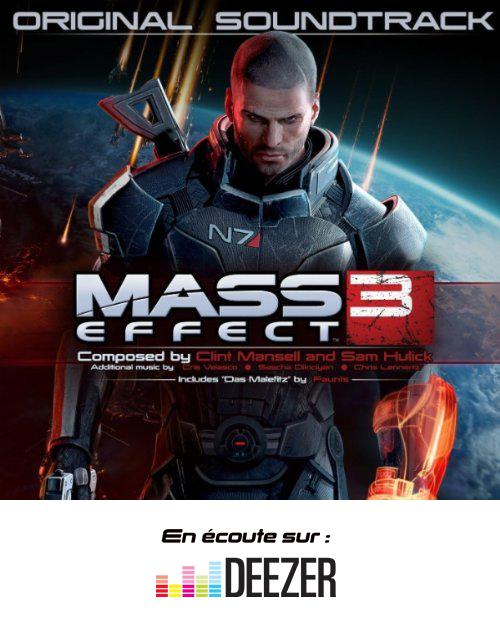 ORIGINAL SOUNDTRACK
N7
MASS 3
EFFECT™
Composed by Clint Mansell and Sam Hulick
Additional music by Cris Velasco • Sascha Dikiciyan • Chris Lennertz
Includes "Das Malefitz" by Faunts
En écoute sur :
DEEZER